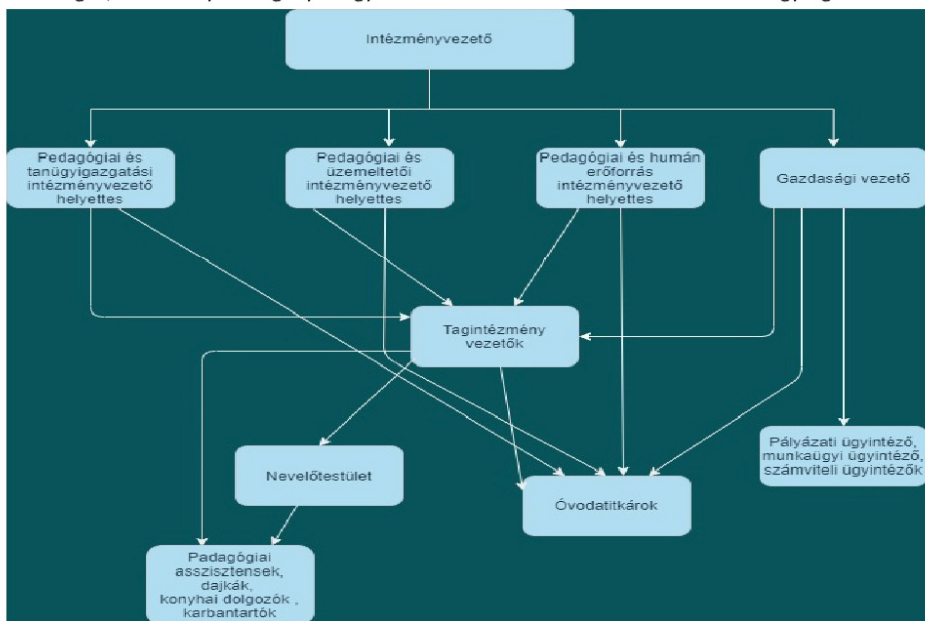 Intézményvezető
Pedagógiai és
tanügyigazgatási
intézményvezető
helyettes
Pedagógiai és
üzemeltetői
intézményvezető
helyettes
Pedagógiai és humán
erőforrás
intézményvezető
helyettes
Gazdasági vezető
Tagintézmény
vezetők
Nevelőtestület
Óvodatitkárok
Pályázati ügyintéző,
munkaügyi ügyintéző,
számviteli ügyintézők
Padagógiai
asszisztensek,
dajkák,
konyhai dolgozók ,
karbantartók